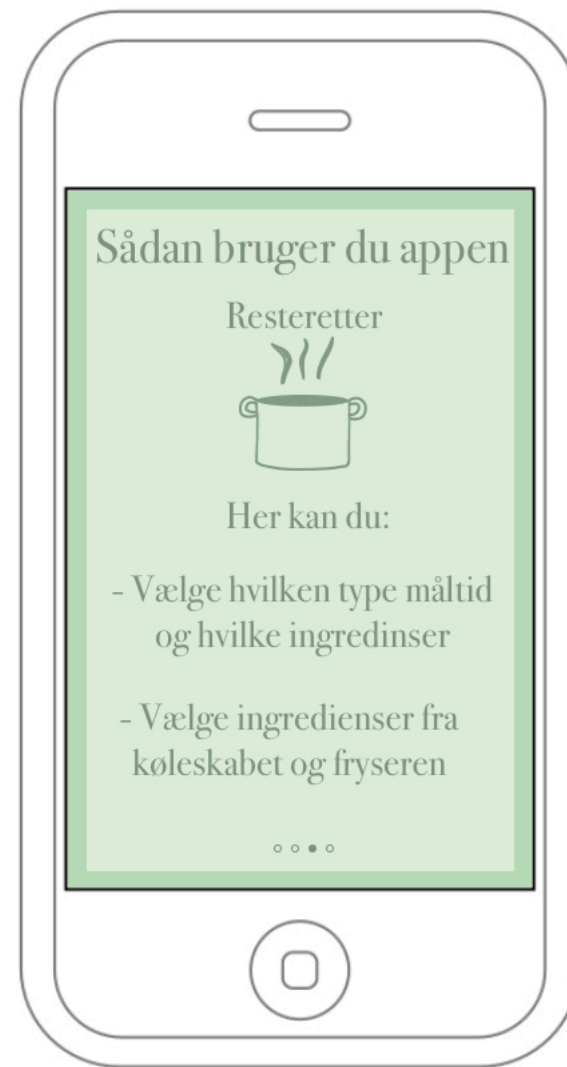 Sådan bruger du appen
Resteretter
Her kan du:
- Vælge hvilken type måltid
og hvilke ingredinser
- Vælge ingredienser fra
køleskabet og fryseren